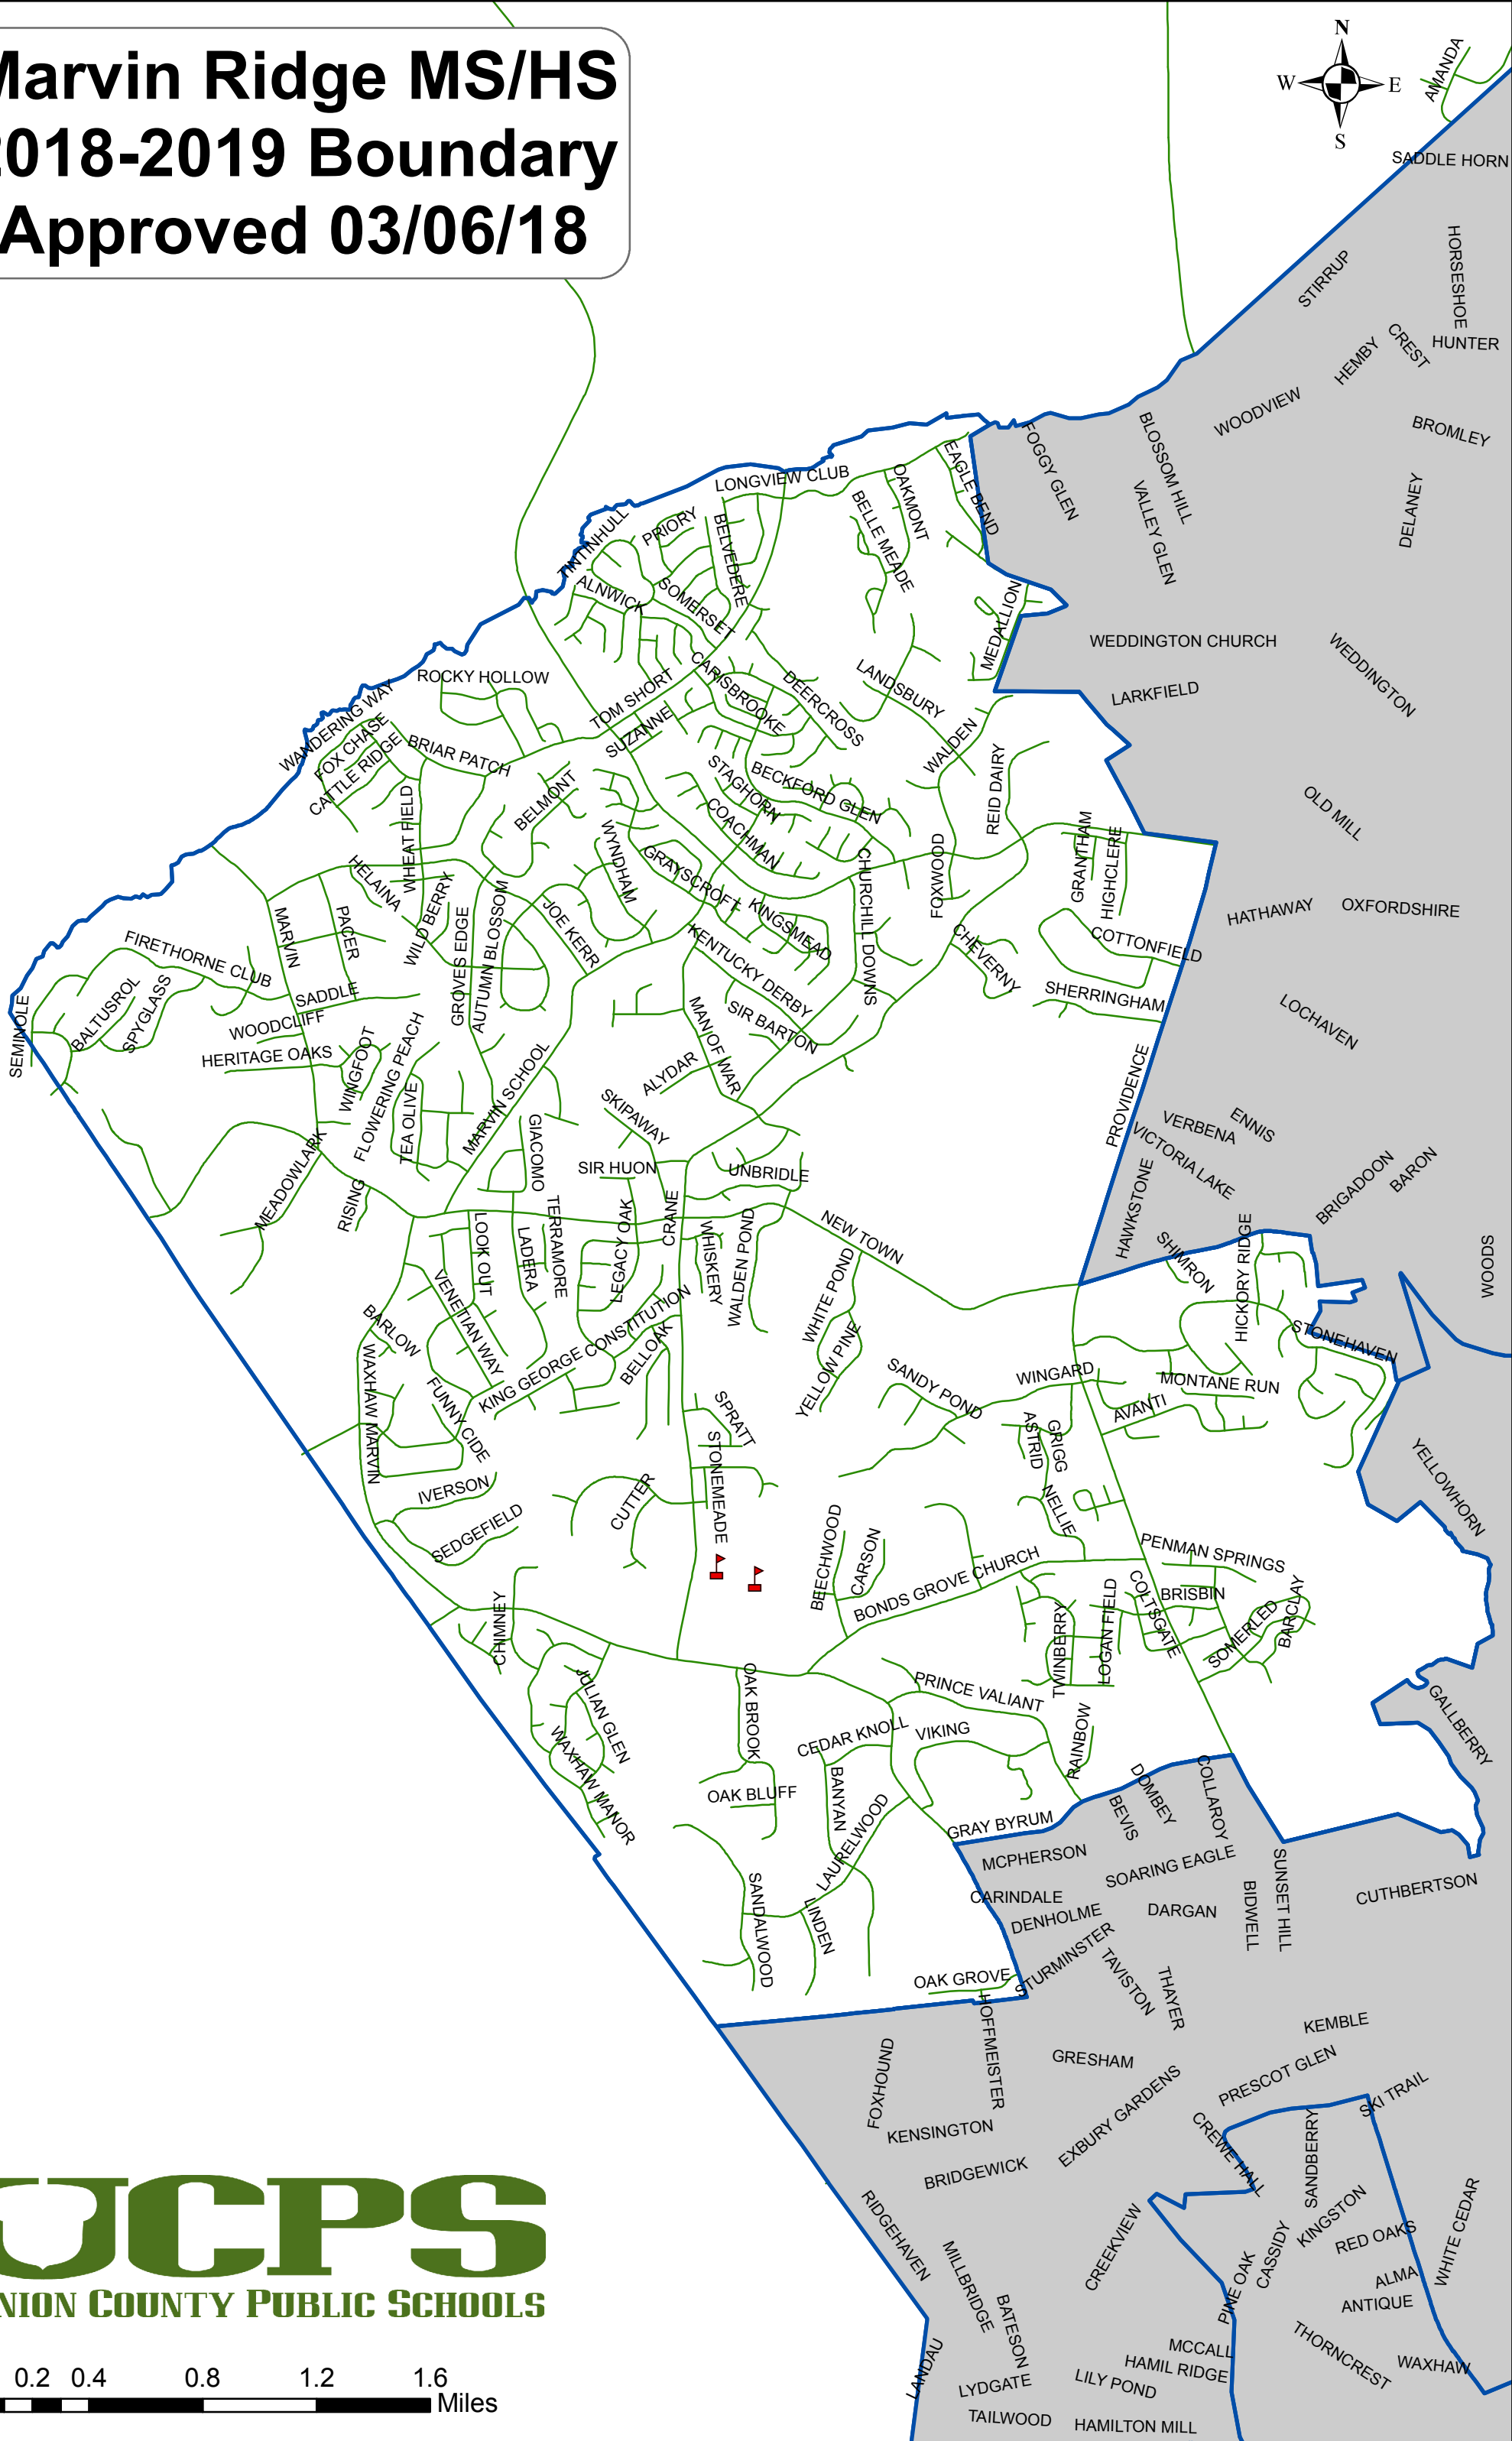 Marvin Ridge MS/HS
2018-2019 Boundary
Approved 03/06/18
N
W
E
S
AMANDA
SADDLE HORN
HORSESHOE
STIRRUP
CREST
HUNTER
HEMBY
WOODVIEW
BROMLEY
BLOSSOM HILL
FOGGY GLEN
VALLEY GLEN
DELANEY
EAGLE BEND
OAKMONT
LONGVIEW CLUB
BELLE MEADE
PRIORY
BELVEDERE
TINTINHULL
ALNWICK
SOMERSET
MEDALLION
WEDDINGTON CHURCH
WEDDINGTON
LARKFIELD
ROCKY HOLLOW
CARISBROOKE
DEERCROSS
LANDSBURY
TOM SHORT
SUZANNE
WANDERING WAY
FOX CHASE
CATTLE RIDGE
BRIAR PATCH
WALDEN
REID DAIRY
STAGHORN
BECKFORD GLEN
BELMONT
COACHMAN
OLD MILL
WHEAT FIELD
WYNDHAM
GRAYSCROFT
CHURCHILL DOWNS
FOXWOOD
GRANTHAM
HIGHCLERE
HELAINA
WILD BERRY
GROVES EDGE
AUTUMN BLOSSOM
JOE KERR
KINGSMEAD
KENTUCKY DERBY
CHEVERNY
COTTONFIELD
HATHAWAY
OXFORDSHIRE
MARVIN
PACER
FIRETHORNE CLUB
SADDLE
WOODCLIFF
BALTUSROL
SPYGLASS
SEMINOLE
HERITAGE OAKS
WINGFOOT
FLOWERING PEACH
TEA OLIVE
SIR BARTON
MAN OF WAR
SHERRINGHAM
LOCHAVEN
MARVIN SCHOOL
ALYDAR
SKIPAWAY
PROVIDENCE
ENNIS
VERBENA
VICTORIA LAKE
HAWKSTONE
BRIGADOON
BARON
MEADOWLARK
RISING
GIACOMO
SIR HUON
UNBRIDLE
TERRAMORE
LOOK OUT
LADERA
LEGACY OAK
CRANE
WHISKERY
WALDEN POND
NEW TOWN
SHIMRON
HICKORY RIDGE
WOODS
VENETIAN WAY
WHITE POND
BARLOW
KING GEORGE
CONSTITUTION
BELLOAK
YELLOW PINE
STONEHAVEN
WAXHAW MARVIN
FUNNY CIDE
SANDY POND
WINGARD
MONTANE RUN
AVANTI
SPRATT
STONEMEADE
ASTRID
GRIGG
IVERSON
CUTTER
NELLIE
YELLOWHORN
SEDGEFIELD
BEECHWOOD
CARSON
BONDS GROVE CHURCH
PENMAN SPRINGS
BRISBIN
COLTSGATE
SOMERLED
BARCLAY
LOGAN FIELD
TWINBERRY
CHIMNEY
JULIAN GLEN
OAK BROOK
PRINCE VALIANT
GALLBERRY
CEDAR KNOLL
VIKING
RAINBOW
WAXHAW MANOR
OAK BLUFF
BANYAN
LAURELWOOD
GRAY BYRUM
BEVIS
DOMBEY
COLLAROY
MCPHERSON
SOARING EAGLE
CARINDALE
DENHOLME
DARGAN
BIDWELL
SUNSET HILL
CUTHBERTSON
SANDALWOOD
LINDEN
STURMINSTER
TAVISTON
THAYER
OAK GROVE
HOFFMEISTER
KEMBLE
FOXHOUND
GRESHAM
PRESCOT GLEN
SKI TRAIL
KENSINGTON
EXBURY GARDENS
CREWE HALL
SANDBERRY
BRIDGEWICK
RIDGEHAVEN
CREEKVIEW
KINGSTON
CASSIDY
RED OAKS
WHITE CEDAR
MILLBRIDGE
PINE OAK
ALMA
ANTIQUE
BATESON
LANDAU
MCCALL
THORNCREST
WAXHAW
LYDGATE
LILY POND
HAMIL RIDGE
TAILWOOD
HAMILTON MILL
UCPS
UNION COUNTY PUBLIC SCHOOLS
0.2 0.4 0.8 1.2 1.6
Miles